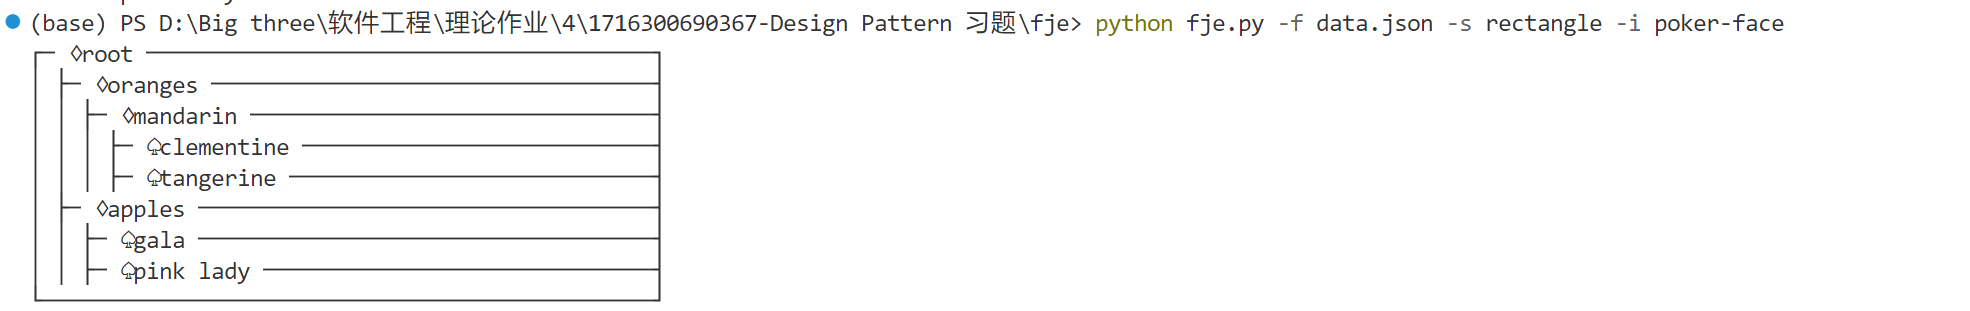 (base) PS D:\Big three\软件工程\理论作业\4\1716300690367-Design Pattern 习题\fje> python fje.py -f data.json -s rectangle -i poker-face
┌─ ♢root ───────────────────────────────────────┐
│ ├─ ♢oranges ──────────────────────────────────┤
│ │ ├─ ♢mandarin ───────────────────────────────┤
│ │ │ ├─ ♤clementine ───────────────────────────┤
│ │ │ ├─ ♤tangerine ────────────────────────────┤
│ ├─ ♢apples ───────────────────────────────────┤
│ │ ├─ ♤gala ───────────────────────────────────┤
│ │ ├─ ♤pink lady ──────────────────────────────┤
└───────────────────────────────────────────────┘